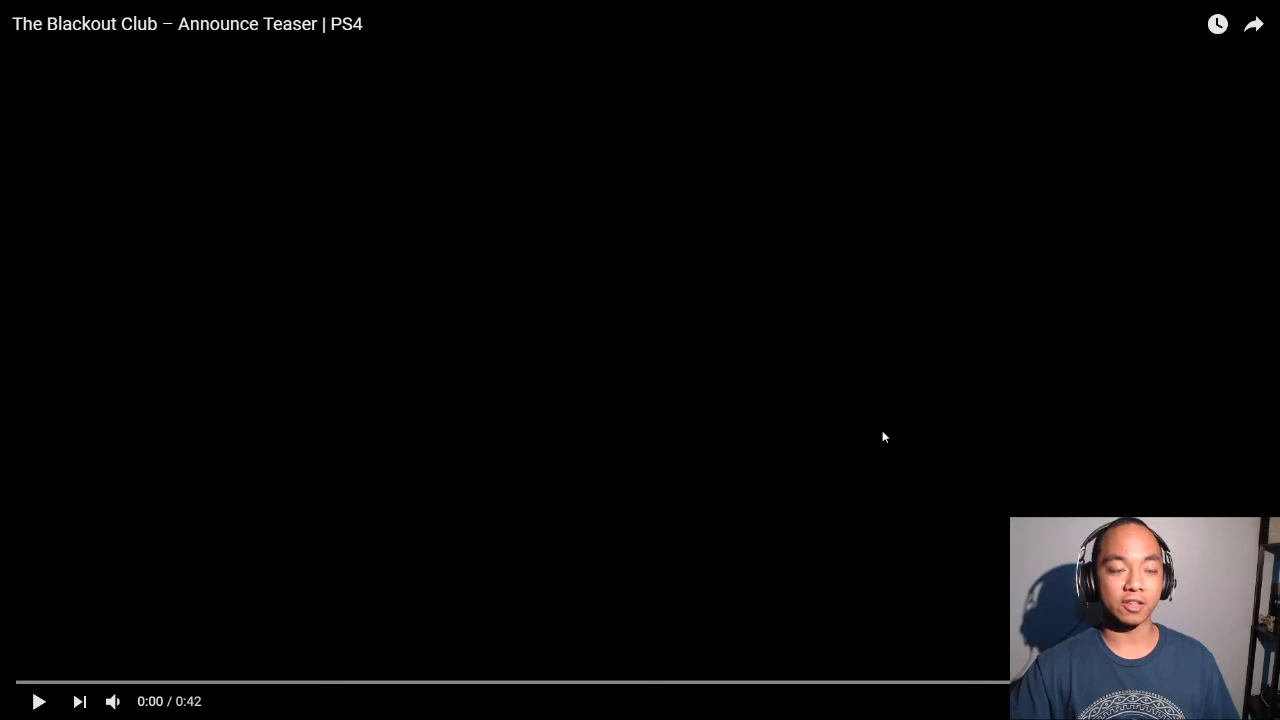 The Blackout Club – Announce Teaser | PS4
0:00 / 0:42